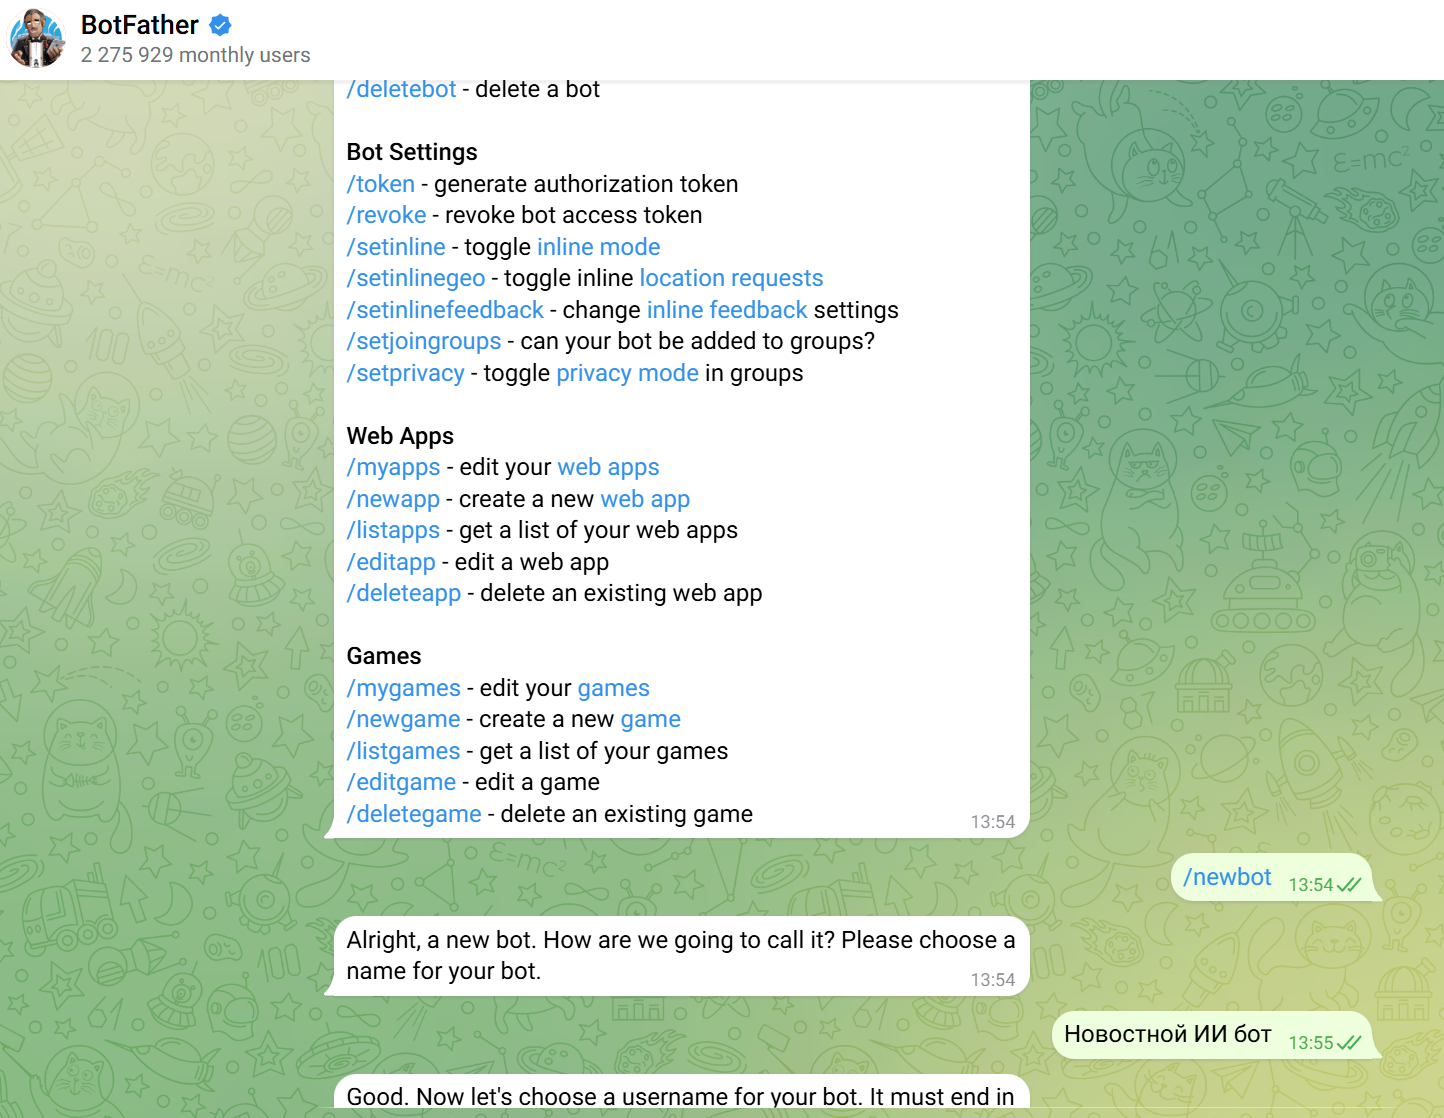 BotFather
2 275 929 monthly users
/deletebot - delete a bot
Bot Settings
/token - generate authorization token
/revoke - revoke bot access token
/setinline - toggle inline mode
/setinlinegeo - toggle inline location requests
/setinlinefeedback - change inline feedback settings
/setjoingroups - can your bot be added to groups?
/setprivacy - toggle privacy mode in groups
Web Apps
/myapps - edit your web apps
/newapp - create a new web app
/listapps - get a list of your web apps
/editapp - edit a web app
/deleteapp - delete an existing web app
Games
/mygames - edit your games
/newgame - create a new game
/listgames - get a list of your games
/editgame - edit a game
/deletegame - delete an existing game
13:54
/newbot 13:54
Alright, a new bot. How are we going to call it? Please choose a
name for your bot.
13:54
Новостной ИИ бот 13:55
Good. Now let's choose a username for your bot. It must end in
E=mc²
E=mc²
E=mc²